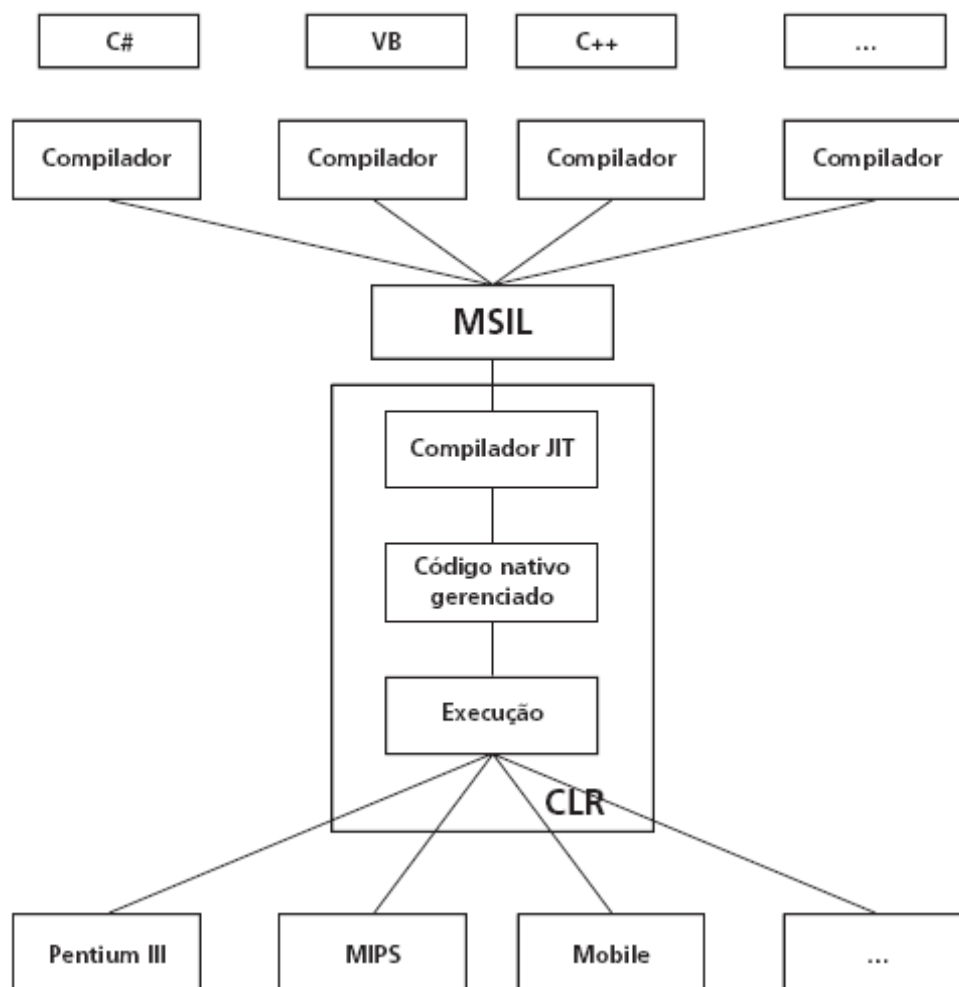 C#
VB
C++
...
Compilador
Compilador
Compilador
Compilador
MSIL
Compilador JIT
Código nativo
gerenciado
Execução
CLR
Pentium III
MIPS
Mobile
...